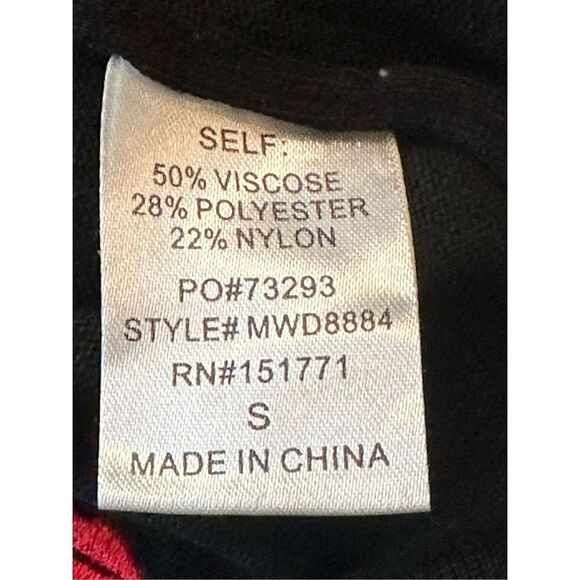 SELF:
50% VISCOSE
28% POLYESTER
22% NYLON
PO#73293
STYLE# MWD8884
RN#151771
S
MADE IN CHINA